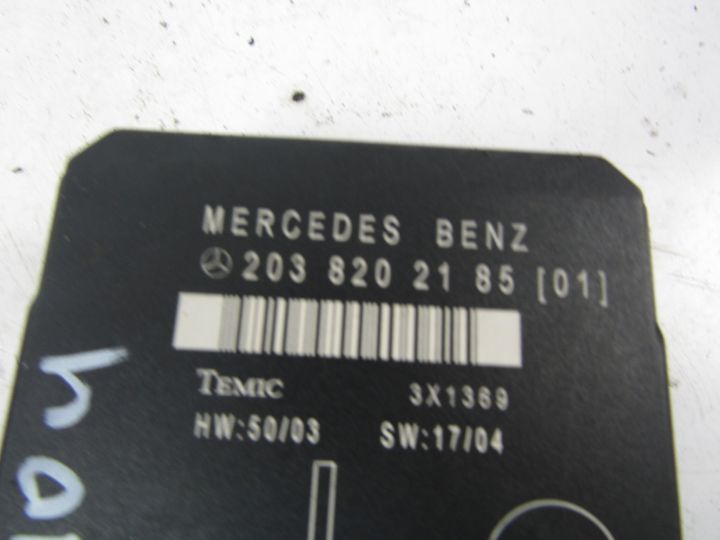 MERCEDES BENZ
203 820 21 85 [01]
TEMIC 3X1369
HW:50/03 SW:17/04